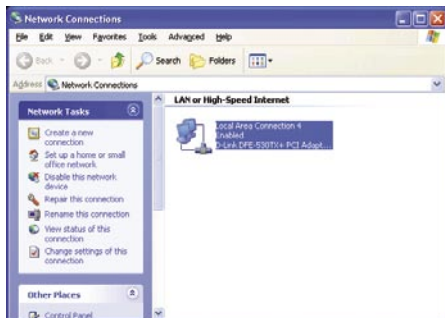 Network Connections
File Edit View Favorites Tools Advanced Help
Back Search Folders
Address Network Connections
Network Tasks
Create a new
connection
Set up a home or small
office network
Disable this network
device
Repair this connection
Rename this connection
View status of this
connection
Change settings of this
connection
Other Places
Control Panel
LAN or High-Speed Internet
Local Area Connection 4
Enabled
D-Link DFE-530TX+ PCI Adapt...